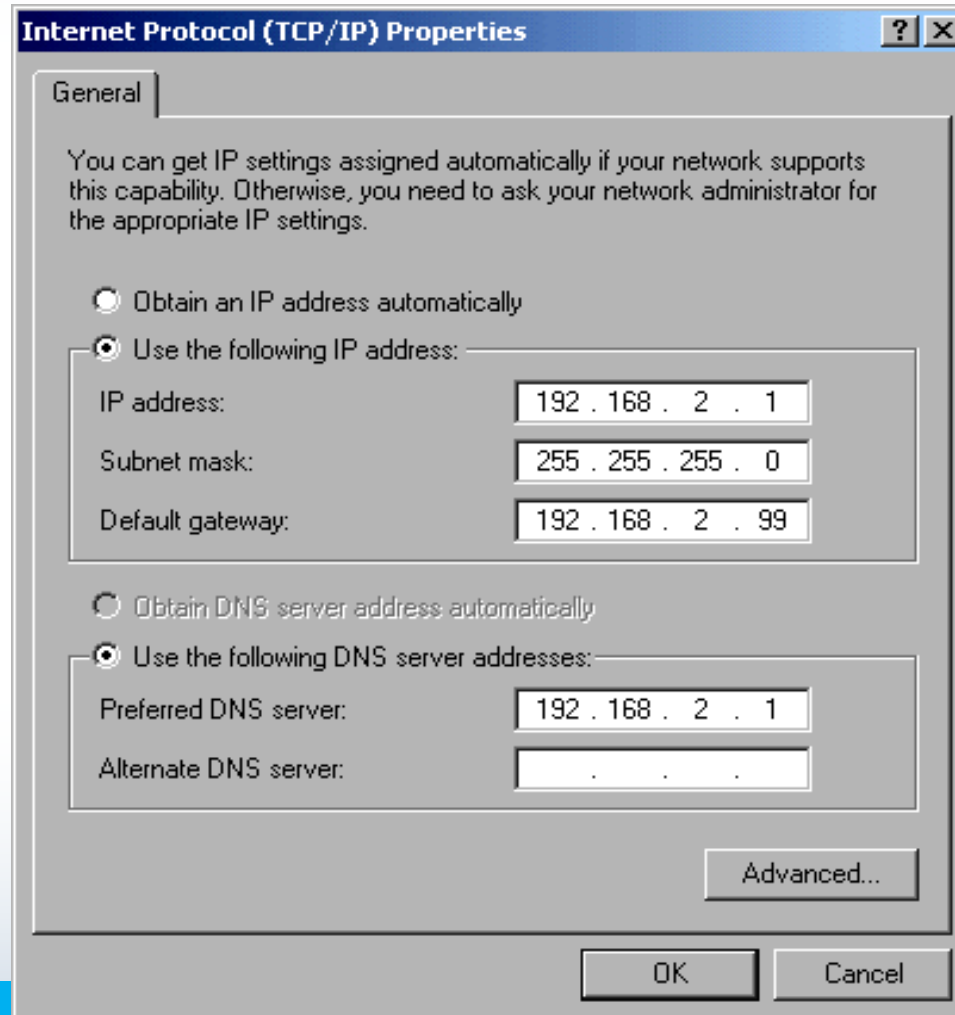 Internet Protocol (TCP/IP) Properties
General
You can get IP settings assigned automatically if your network supports
this capability. Otherwise, you need to ask your network administrator for
the appropriate IP settings.
Obtain an IP address automatically
Use the following IP address:
IP address: 192 . 168 . 2 . 1
Subnet mask: 255 . 255 . 255 . 0
Default gateway: 192 . 168 . 2 . 99
Obtain DNS server address automatically
Use the following DNS server addresses:
Preferred DNS server: 192 . 168 . 2 . 1
Alternate DNS server: . . .
Advanced...
OK Cancel